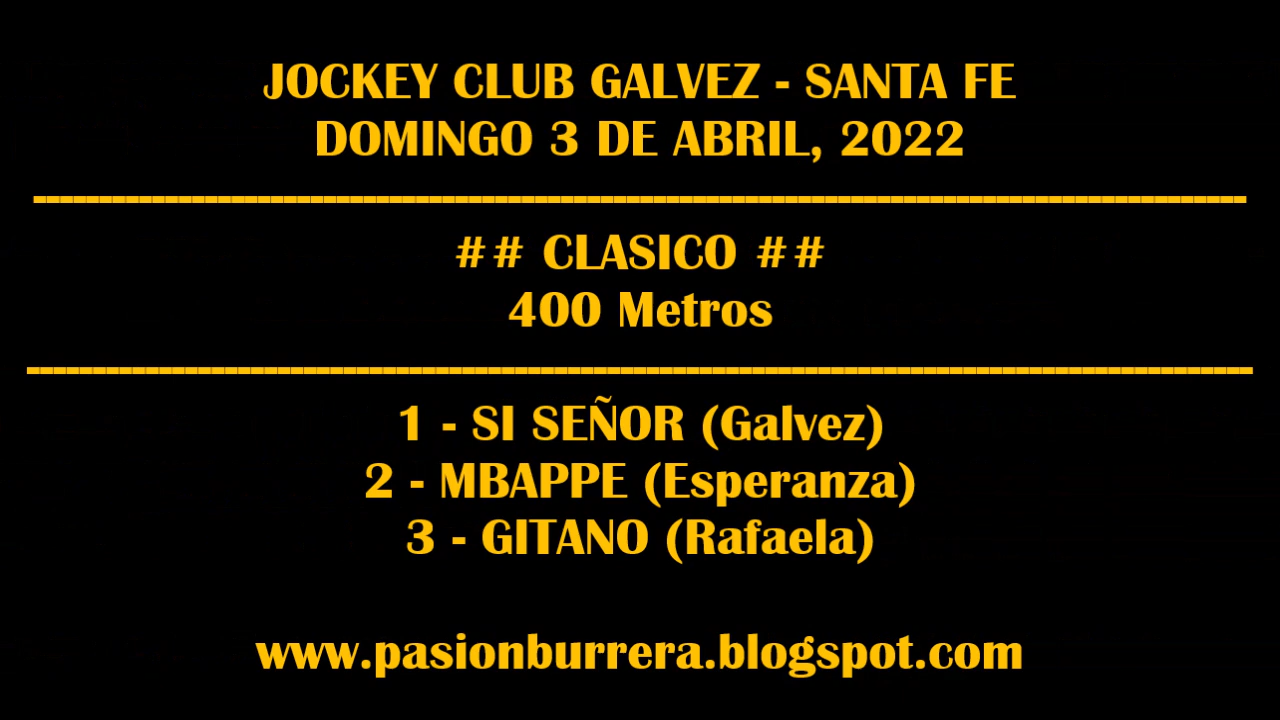 JOCKEY CLUB GALVEZ - SANTA FE
DOMINGO 3 DE ABRIL, 2022
## CLASICO ##
400 Metros
1 - SI SEÑOR (Galvez)
2 - MBAPPE (Esperanza)
3 - GITANO (Rafaela)
www.pasionburrera.blogspot.com